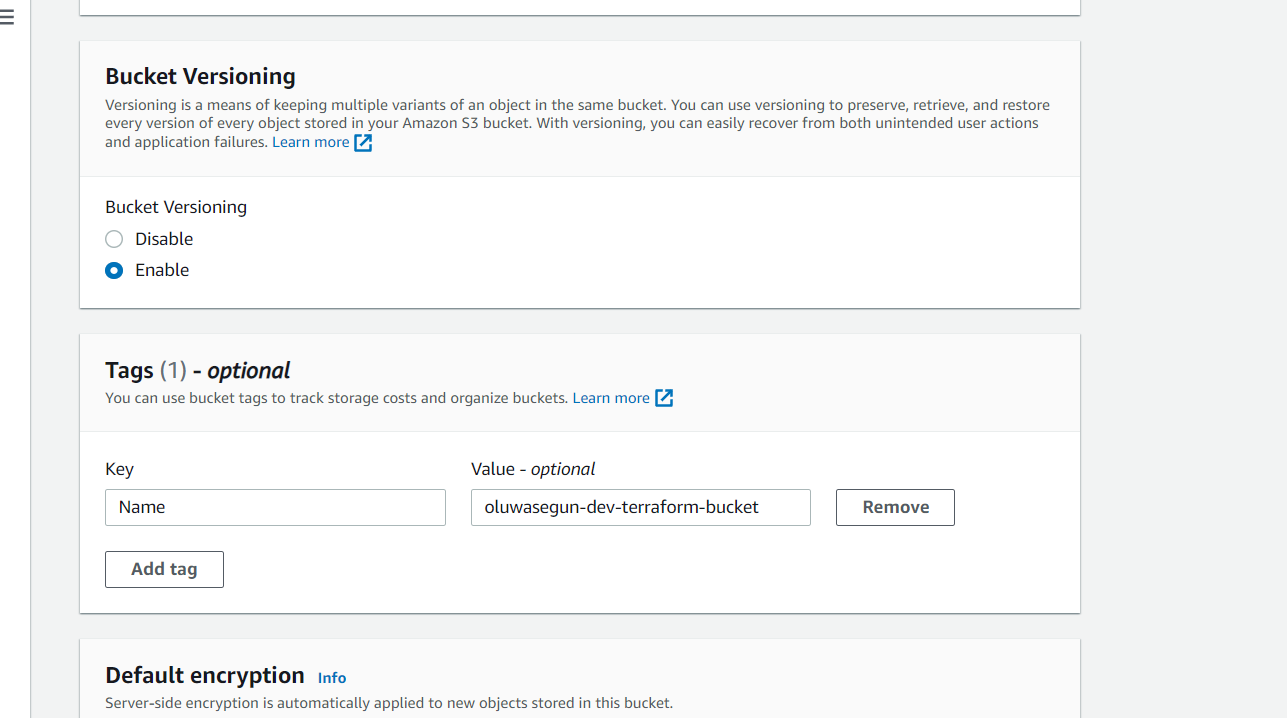 Bucket Versioning
Versioning is a means of keeping multiple variants of an object in the same bucket. You can use versioning to preserve, retrieve, and restore
every version of every object stored in your Amazon S3 bucket. With versioning, you can easily recover from both unintended user actions
and application failures. Learn more
Bucket Versioning
Disable
Enable
Tags (1) - optional
You can use bucket tags to track storage costs and organize buckets. Learn more
Key
Value - optional
Name
oluwasegun-dev-terraform-bucket
Remove
Add tag
Default encryption Info
Server-side encryption is automatically applied to new objects stored in this bucket.